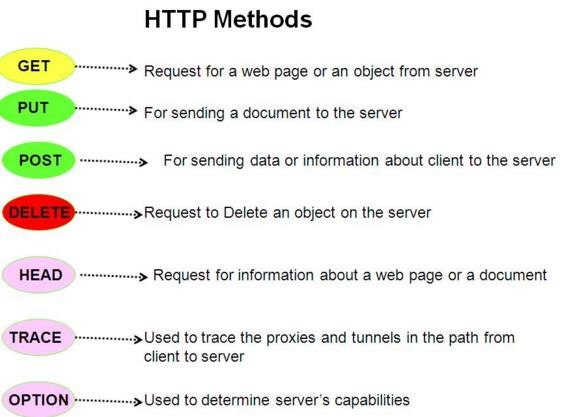 HTTP Methods
GET Request for a web page or an object from server
PUT For sending a document to the server
POST For sending data or information about client to the server
DELETE Request to Delete an object on the server
HEAD Request for information about a web page or a document
TRACE Used to trace the proxies and tunnels in the path from
client to server
OPTION Used to determine server's capabilities